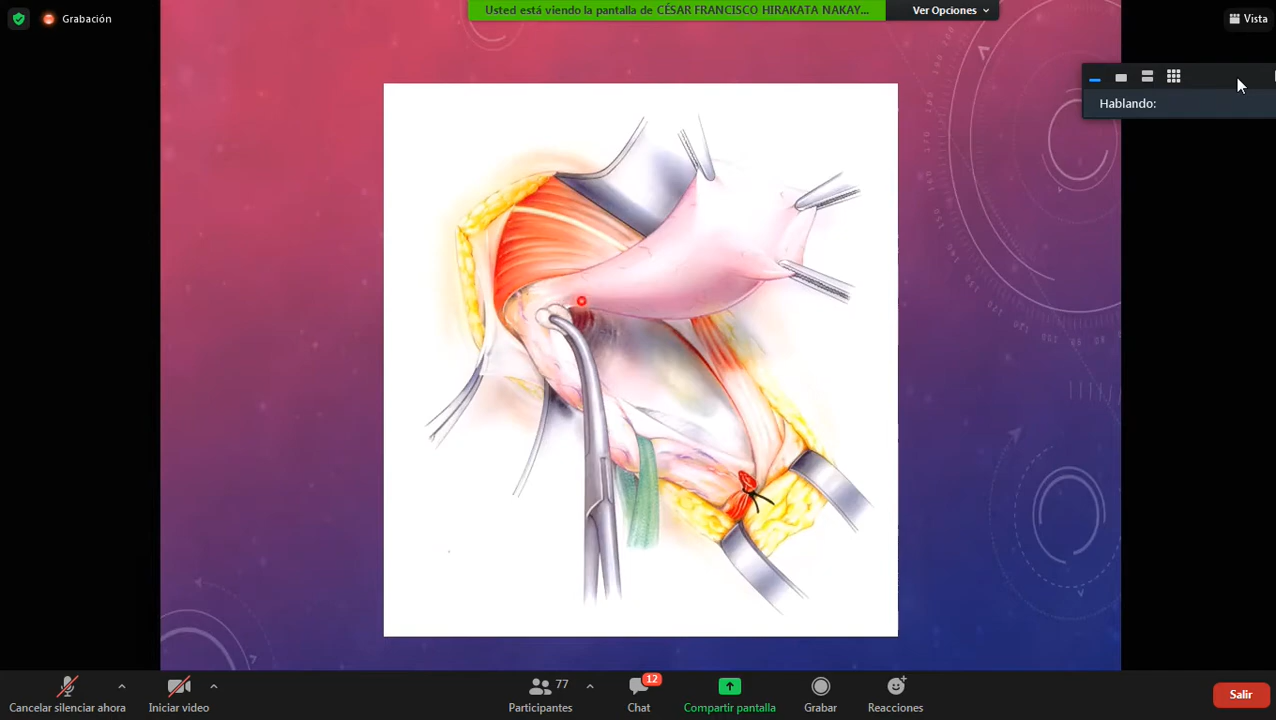 Grabación
Usted está viendo la pantalla de CÉSAR FRANCISCO HIRAKATA NAKAY...
Ver Opciones
Vista
Hablando:
Cancelar silenciar ahora
Iniciar video
77
Participantes
12
Chat
Compartir pantalla
Grabar
Reacciones
Salir